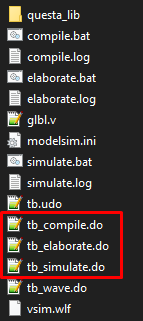 questa_lib
compile.bat
compile.log
elaborate.bat
elaborate.log
glbl.v
modelsim.ini
simulate.bat
simulate.log
tb.udo
tb_compile.do
tb_elaborate.do
tb_simulate.do
tb_wave.do
vsim.wlf